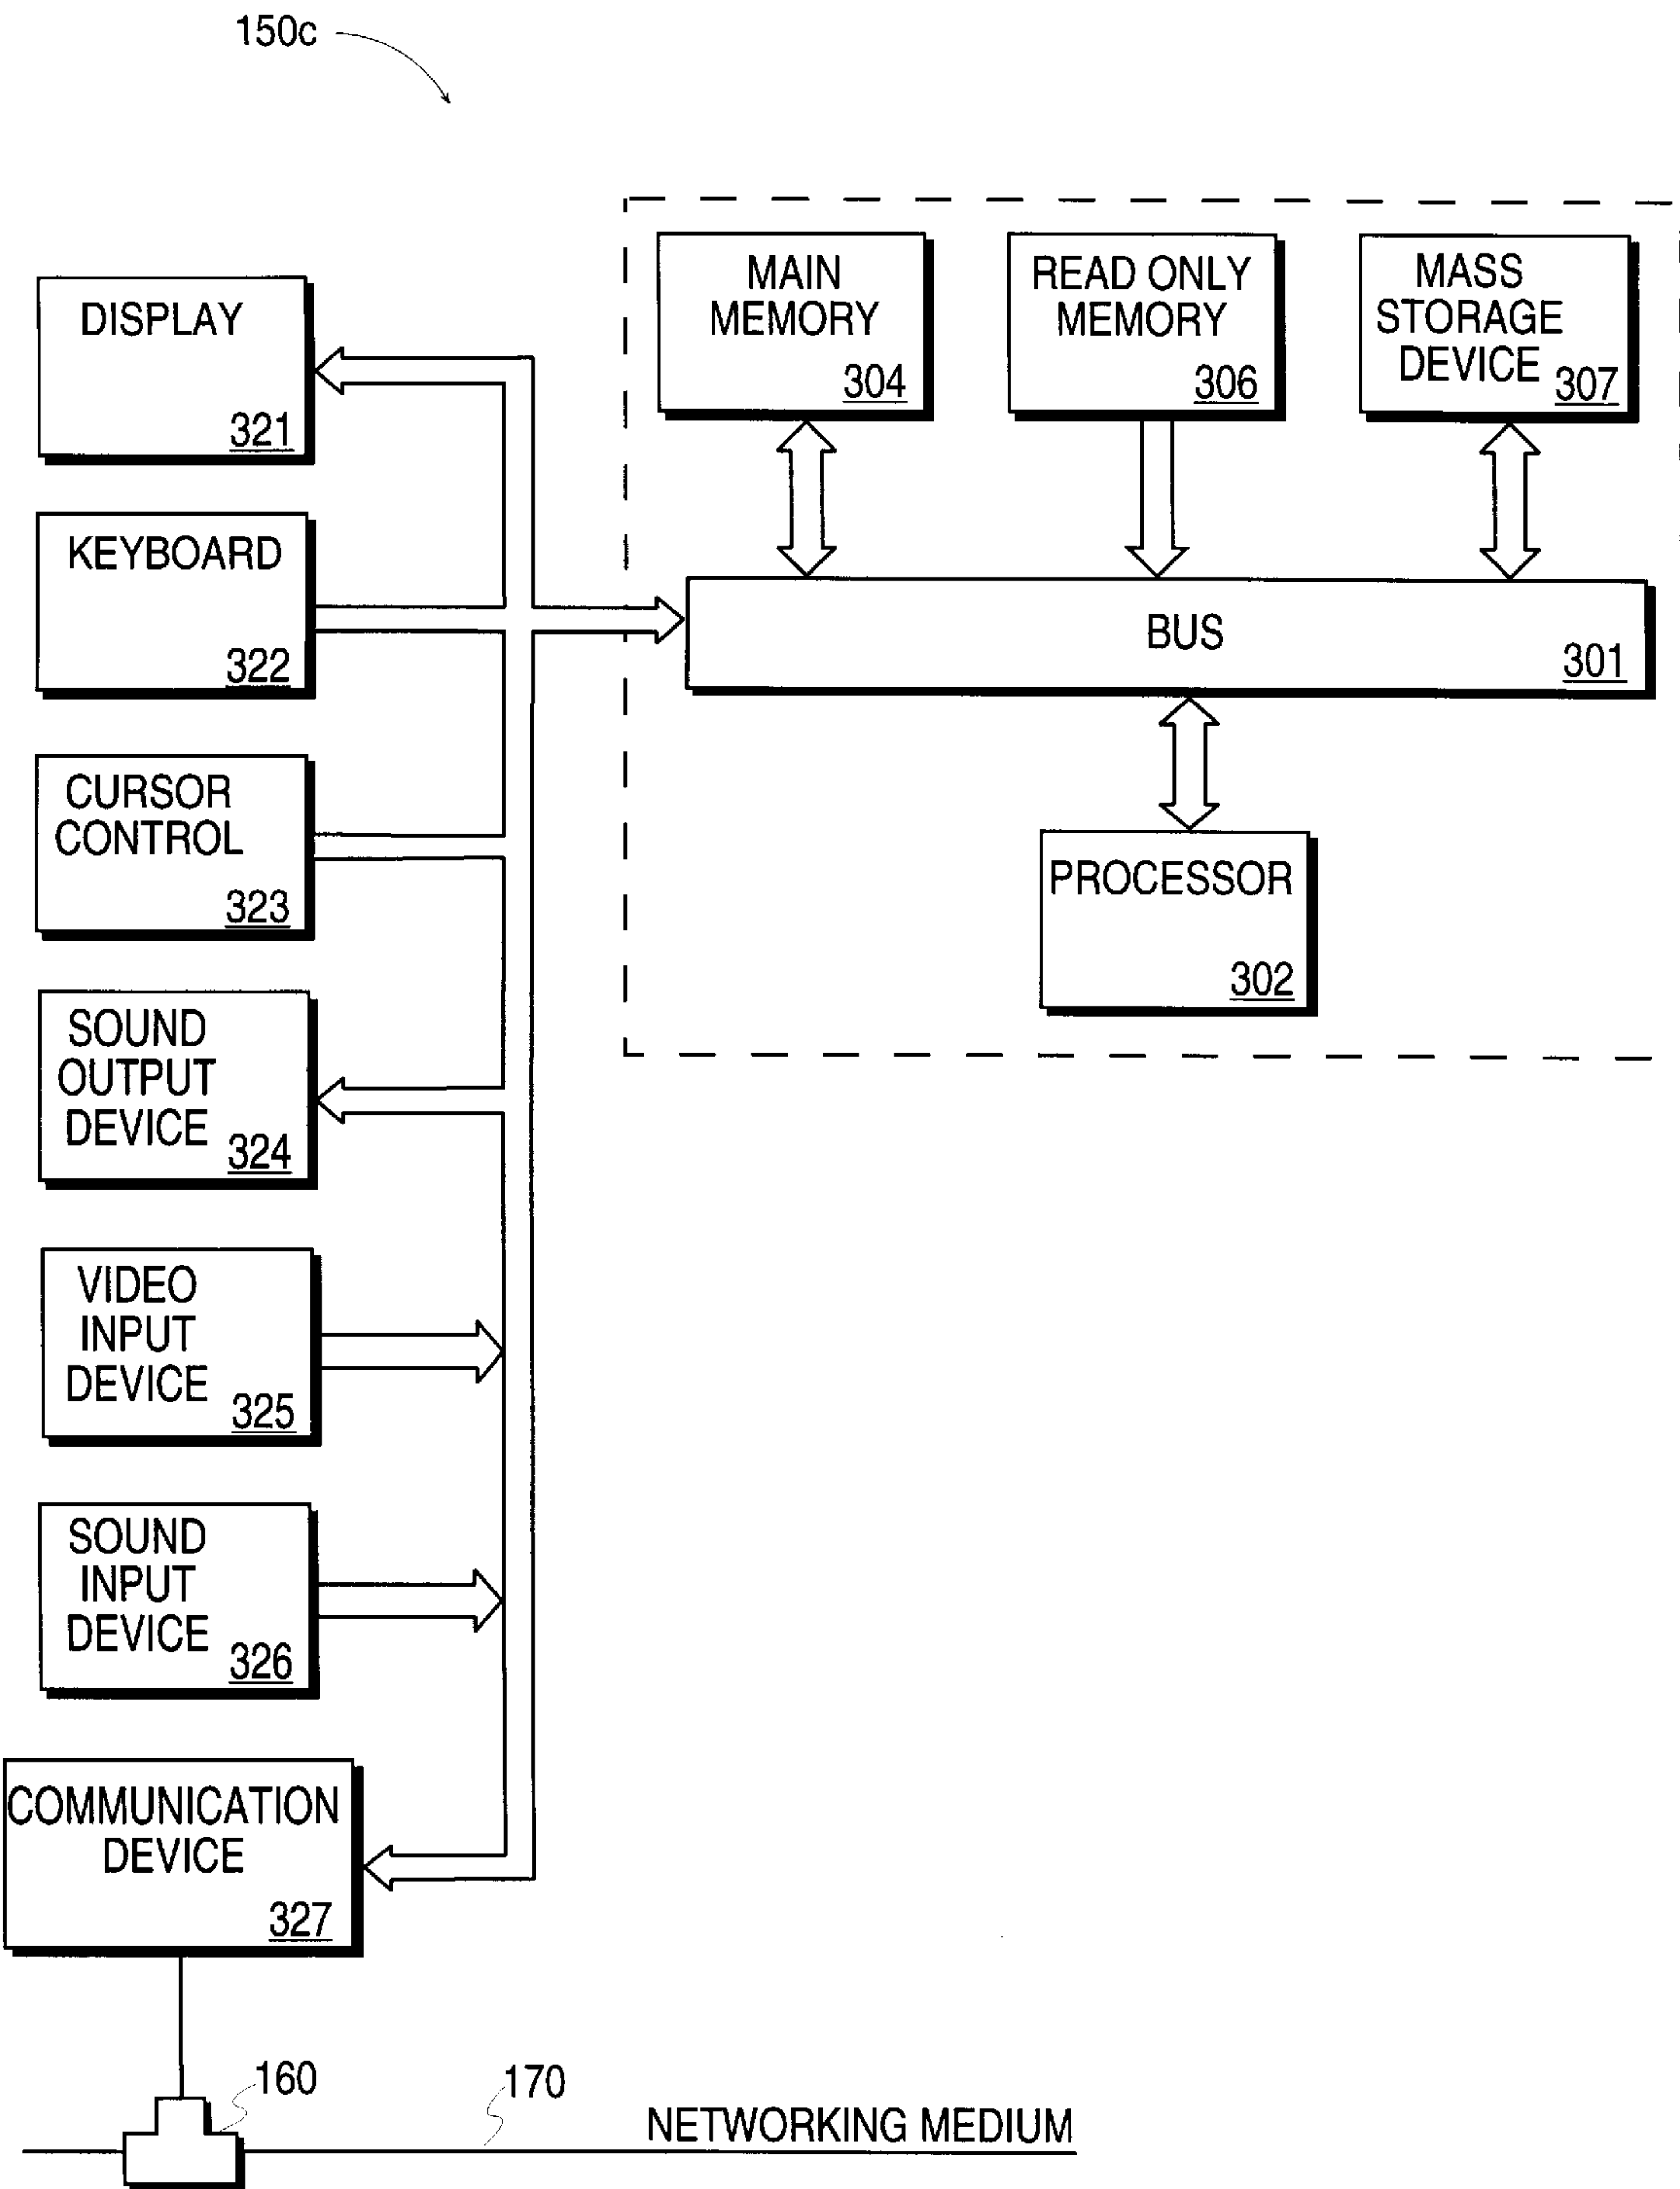 150c
DISPLAY
321
KEYBOARD
322
CURSOR
CONTROL
323
SOUND
OUTPUT
DEVICE
324
VIDEO
INPUT
DEVICE
325
SOUND
INPUT
DEVICE
326
COMMUNICATION
DEVICE
327
MAIN
MEMORY
304
READ ONLY
MEMORY
306
MASS
STORAGE
DEVICE
307
BUS
301
PROCESSOR
302
160
170
NETWORKING MEDIUM